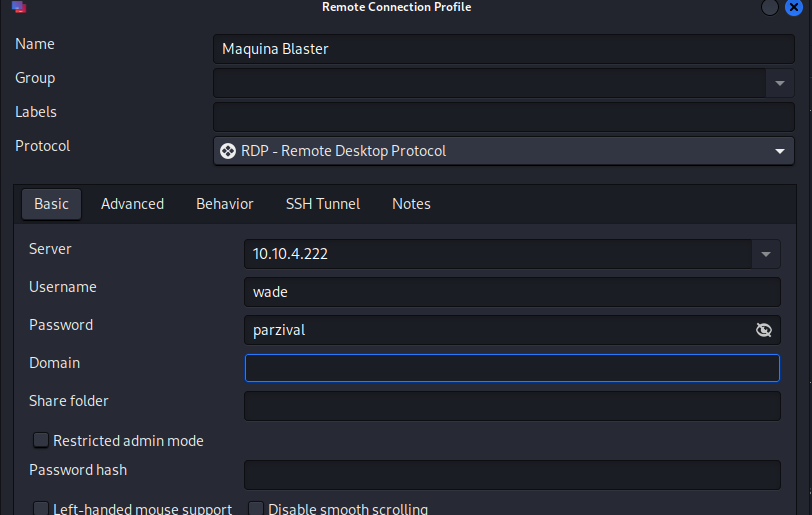 Remote Connection Profile
Name Maquina Blaster
Group
Labels
Protocol RDP - Remote Desktop Protocol
Basic Advanced Behavior SSH Tunnel Notes
Server 10.10.4.222
Username wade
Password parzival
Domain
Share folder
Restricted admin mode
Password hash
Left-handed mouse support Disable smooth scrolling